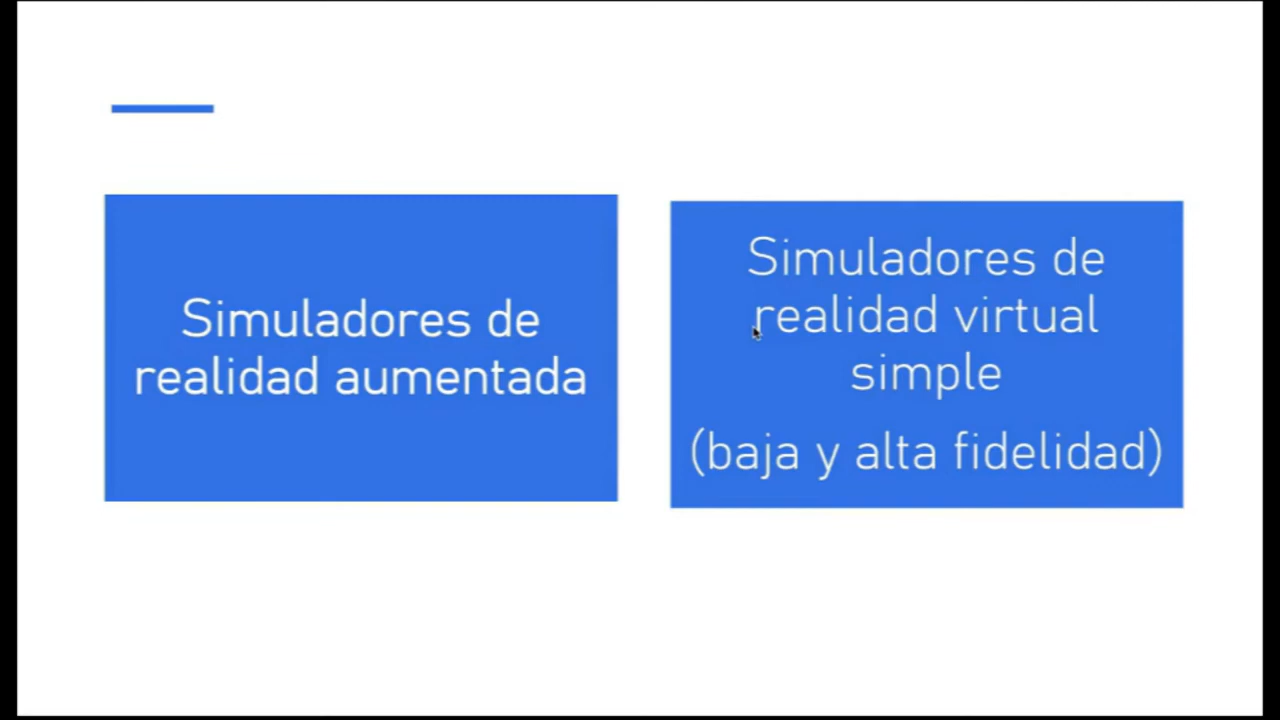 Simuladores de
realidad aumentada
Simuladores de
realidad virtual
simple
(baja y alta fidelidad)